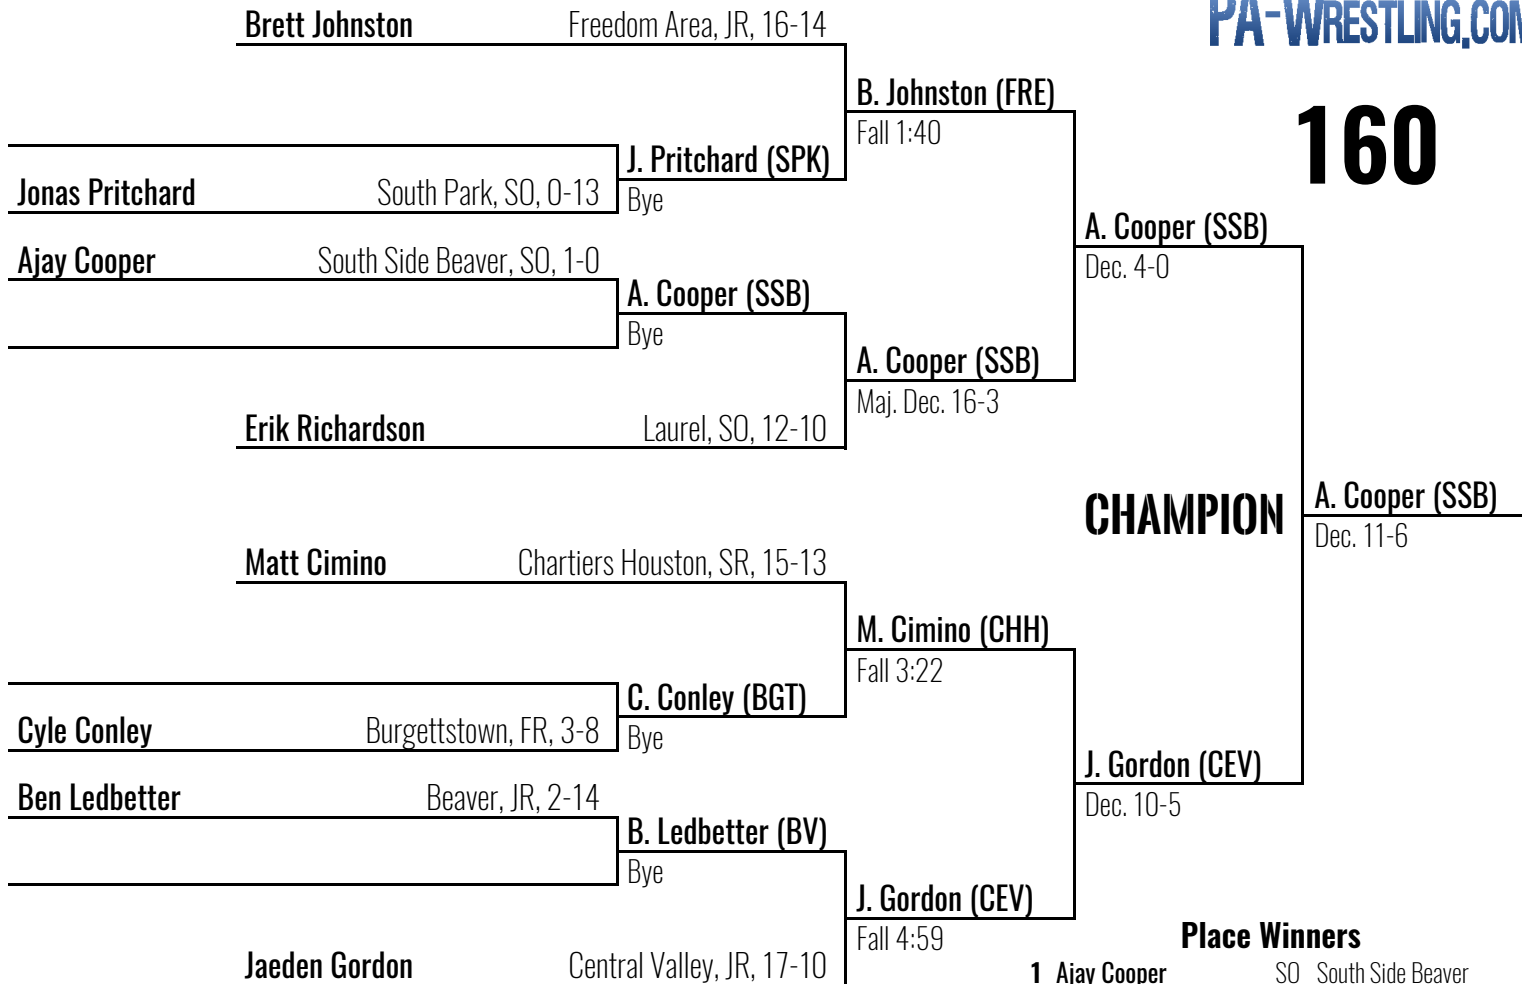 Brett Johnston Freedom Area, JR, 16-14
PA-WRESTLING.COM
B. Johnston (FRE)
Fall 1:40
160
J. Pritchard (SPK)
Bye
Jonas Pritchard South Park, SO, 0-13
Ajay Cooper South Side Beaver, SO, 1-0
A. Cooper (SSB)
Dec. 4-0
A. Cooper (SSB)
Bye
A. Cooper (SSB)
Maj. Dec. 16-3
Erik Richardson Laurel, SO, 12-10
CHAMPION
A. Cooper (SSB)
Dec. 11-6
Matt Cimino Chartiers Houston, SR, 15-13
M. Cimino (CHH)
Fall 3:22
C. Conley (BGT)
Bye
Cyle Conley Burgettstown, FR, 3-8
J. Gordon (CEV)
Dec. 10-5
Ben Ledbetter Beaver, JR, 2-14
B. Ledbetter (BV)
Bye
J. Gordon (CEV)
Fall 4:59
Jaeden Gordon Central Valley, JR, 17-10
Place Winners
1 Ajay Cooper SO South Side Beaver